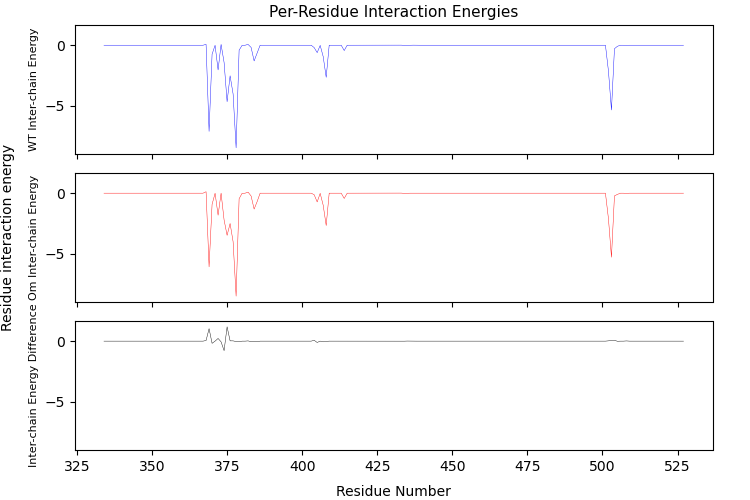 Per-Residue Interaction Energies
Residue interaction energy
WT Inter-chain Energy
0
−5
Om Inter-chain Energy
0
−5
Inter-chain Energy Difference
0
−5
325
350
375
400
425
450
475
500
525
Residue Number